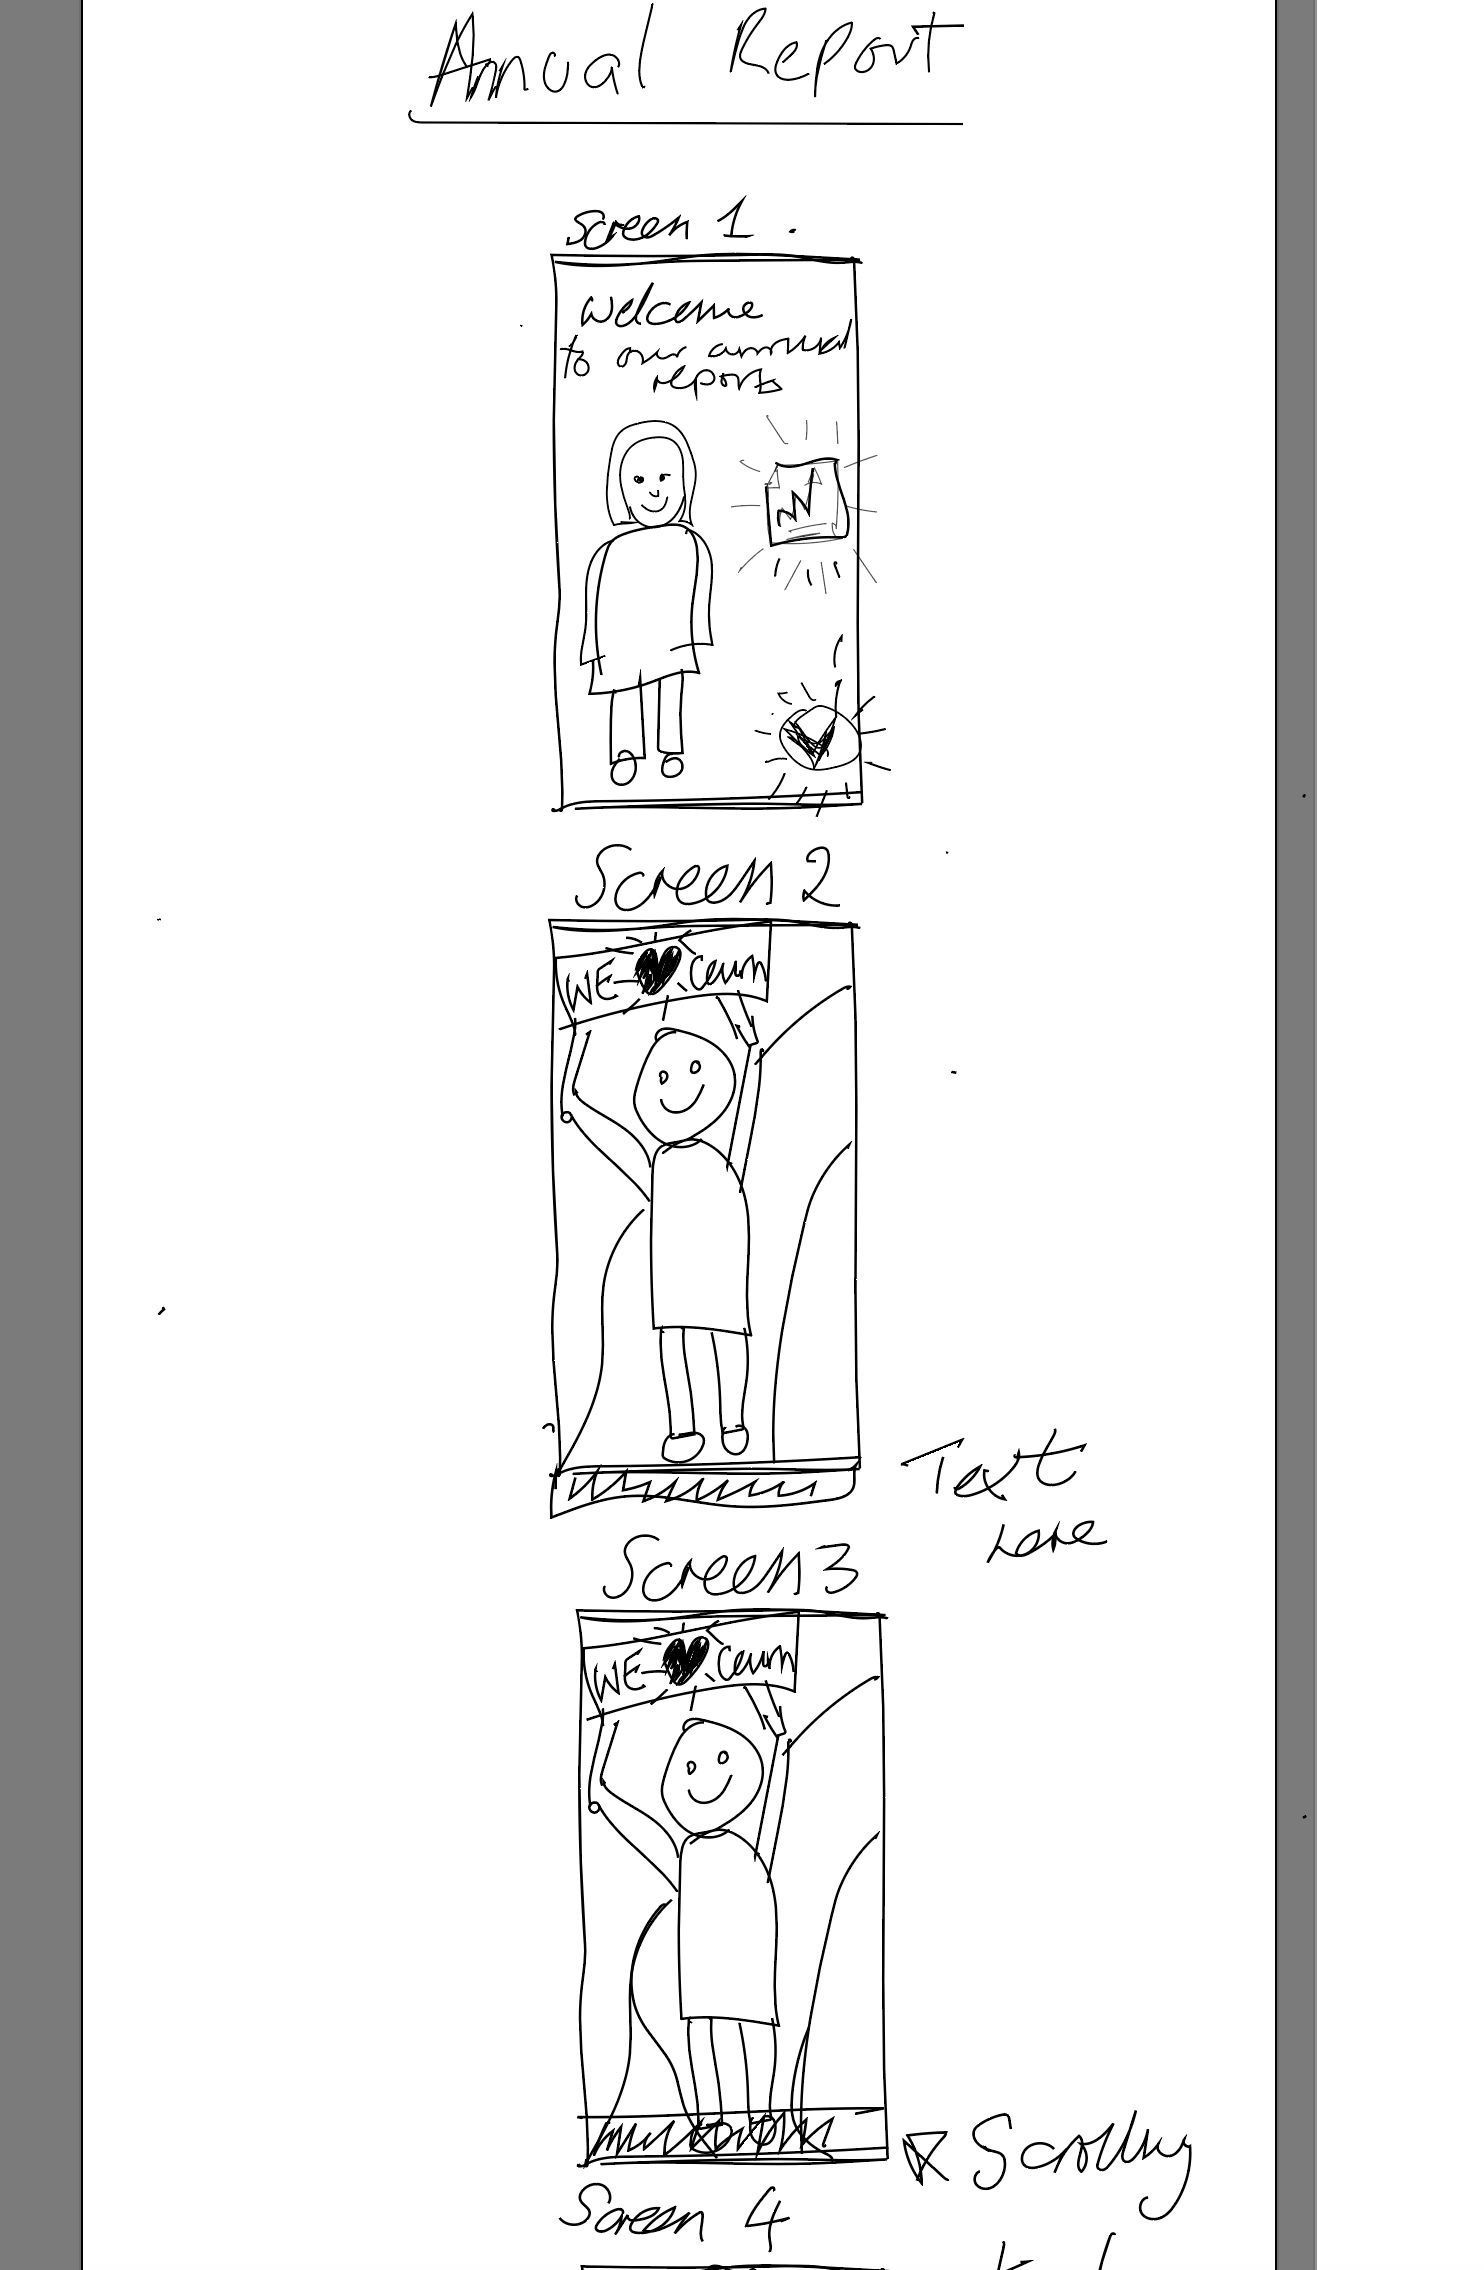 Annual Report
Screen 1.
Welcome
to our annual
reports
Screen 2
WE
Text
here
Screen 3
WE
Scrolling
Screen 4